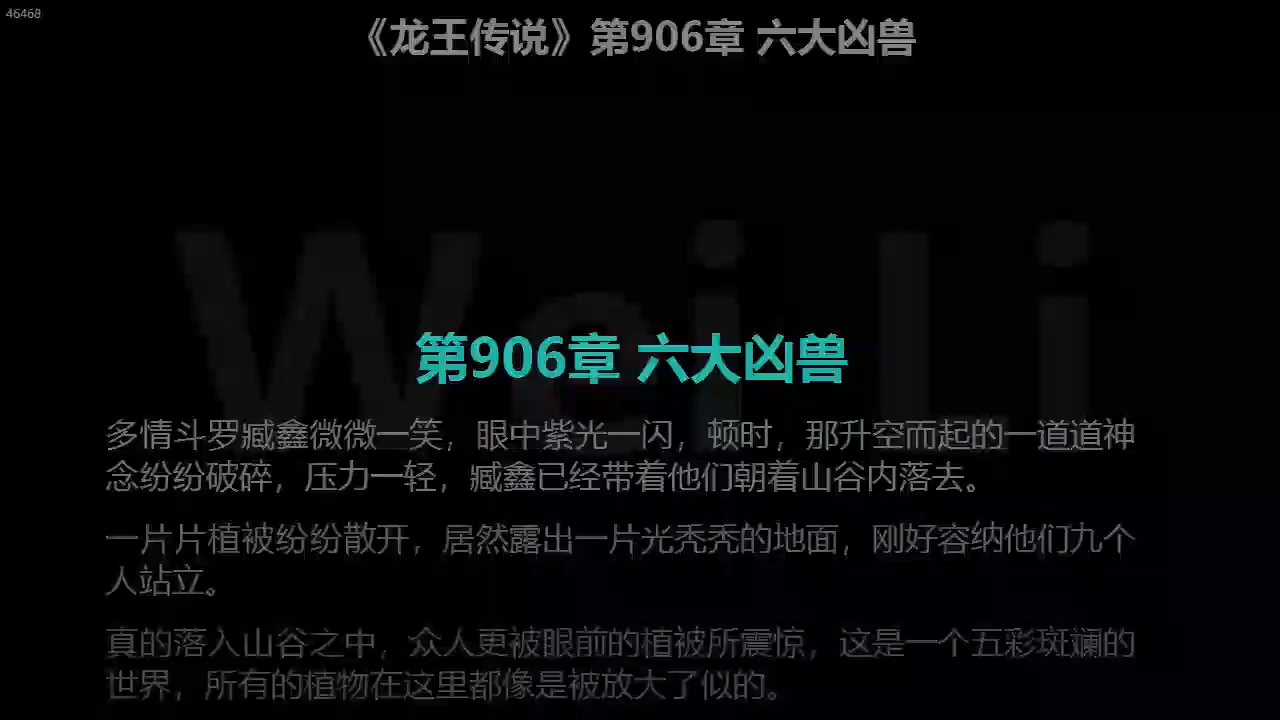 46468
《龙王传说》第906章 六大凶兽
Wei Li
第906章 六大凶兽
多情斗罗臧鑫微微一笑，眼中紫光一闪，顿时，那升空而起的一道道神
念纷纷破碎，压力一轻，臧鑫已经带着他们朝着山谷内落去。
一片片植被纷纷散开，居然露出一片光秃秃的地面，刚好容纳他们九个
人站立。
真的落入山谷之中，众人更被眼前的植被所震惊，这是一个五彩斑斓的
世界，所有的植物在这里都像是被放大了似的。